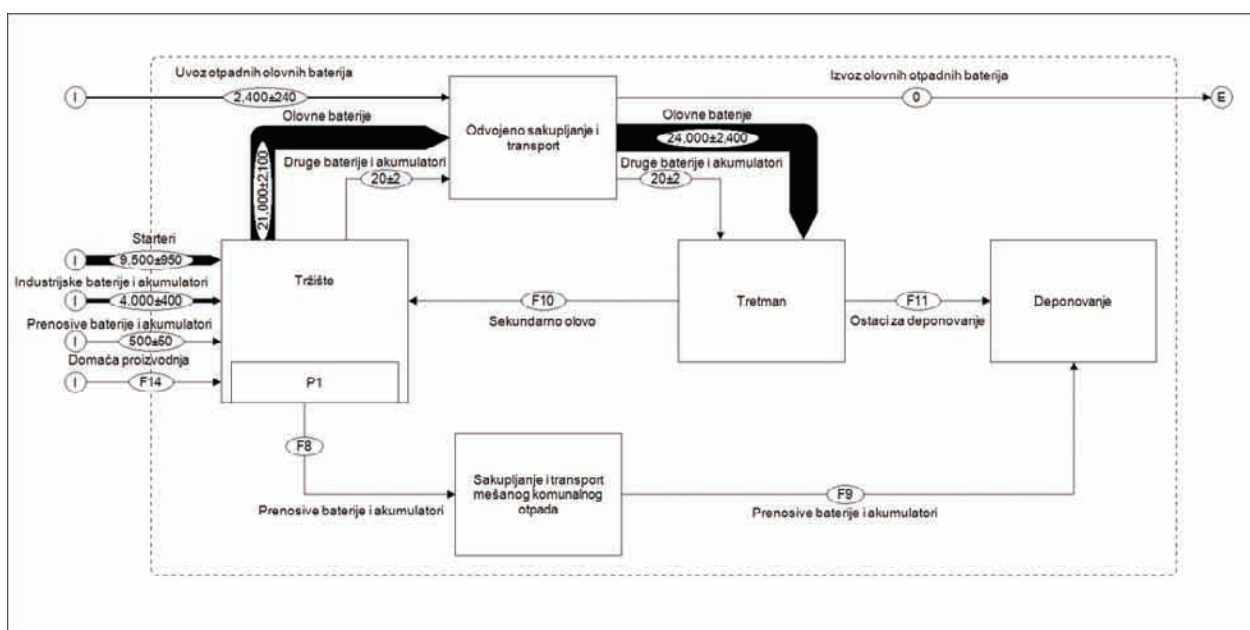 Uvoz otpadnih olovnih baterija
Izvoz olovnih otpadnih baterija
I
2,400±240
0
E
Olovne baterije
Odvojeno sakupljanje i
transport
Olovne baterije
24,000±2,400
21,000±2,100
Druge baterije i akumulatori
20±2
Druge baterije i akumulatori
20±2
Starteri
I
9,500±950
Industrijske baterije i akumulatori
I
4,000±400
Prenosive baterije i akumulatori
I
500±50
Domaća proizvodnja
I
F14
Tržište
P1
F10
Sekundarno olovo
Tretman
F11
Ostaci za deponovanje
Deponovanje
F8
Prenosive baterije i akumulatori
Sakupljanje i transport
mešanog komunalnog
otpada
F9
Prenosive baterije i akumulatori